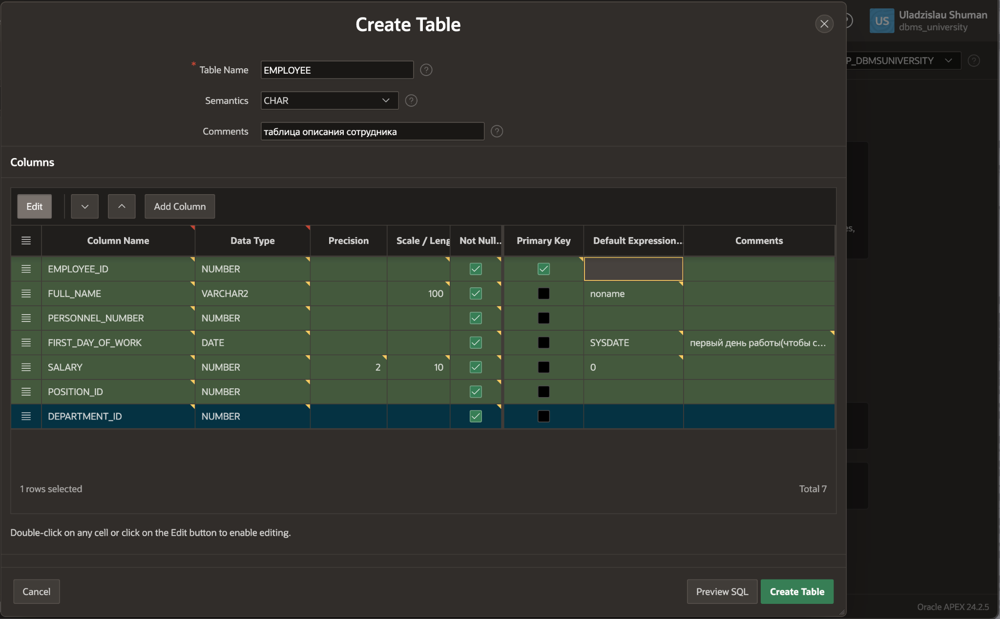 Create Table
US
Uladzislau Shuman
dbms_university
* Table Name EMPLOYEE ?
P_DBMSUNIVERSITY ?
Semantics CHAR ?
Comments таблица описания сотрудника ?
Columns
Edit Add Column
Column Name Data Type Precision Scale / Leng Not Null... Primary Key Default Expression... Comments
EMPLOYEE_ID NUMBER
FULL_NAME VARCHAR2 100 noname
PERSONNEL_NUMBER NUMBER
FIRST_DAY_OF_WORK DATE SYSDATE первый день работы(чтобы с...
SALARY NUMBER 2 10 0
POSITION_ID NUMBER
DEPARTMENT_ID NUMBER
es,
1 rows selected Total 7
Double-click on any cell or click on the Edit button to enable editing.
Cancel Preview SQL Create Table
Oracle APEX 24.2.5